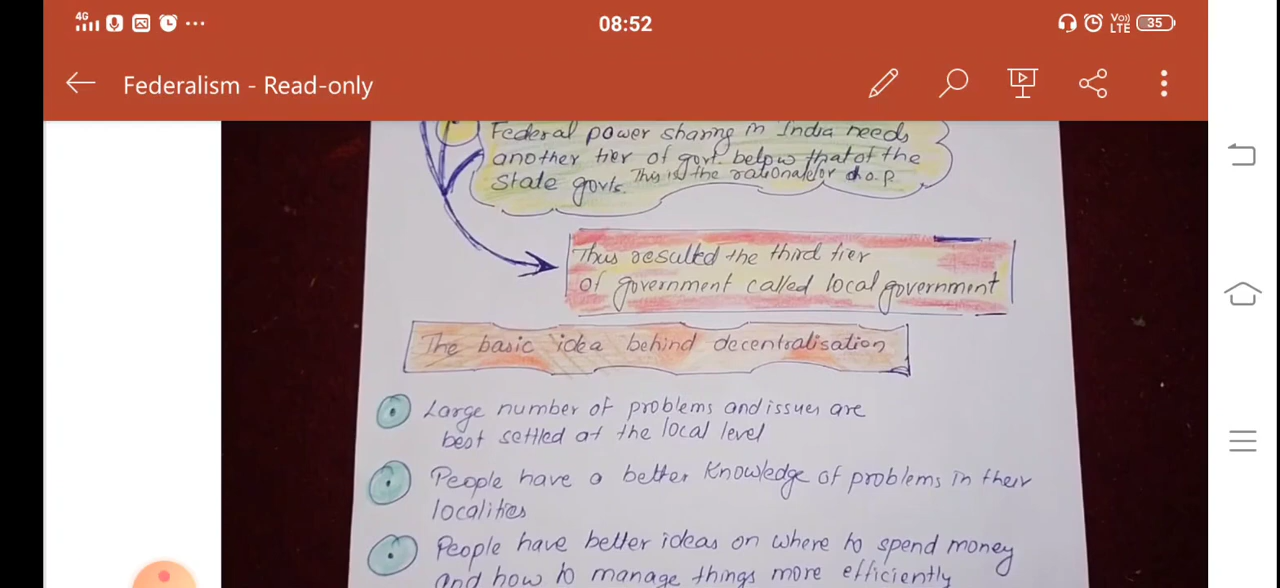 4G
08:52
Vo))
LTE
35
Federalism - Read-only
Federal power sharing in India needs
another tier of govt. below that of the
State govts. This is the rationale for d.o.P
Thus resulted the third tier
of government called local government
The basic idea behind decentralisation
Large number of problems and issues are
best settled at the local level
People have a better knowledge of problems in their
localities
People have better ideas on where to spend money
and how to manage things more efficiently